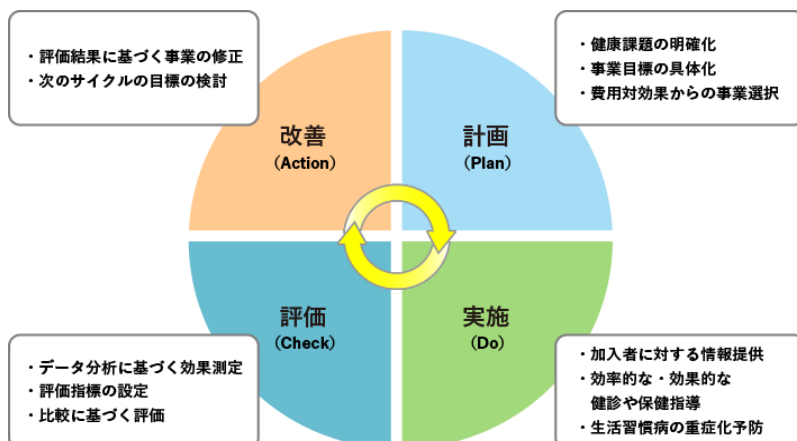 ・評価結果に基づく事業の修正
・次のサイクルの目標の検討
・健康課題の明確化
・事業目標の具体化
・費用対効果からの事業選択
改善
（Action）
計画
（Plan）
評価
（Check）
実施
（Do）
・データ分析に基づく効果測定
・評価指標の設定
・比較に基づく評価
・加入者に対する情報提供
・効率的な・効果的な
健診や保健指導
・生活習慣病の重症化予防